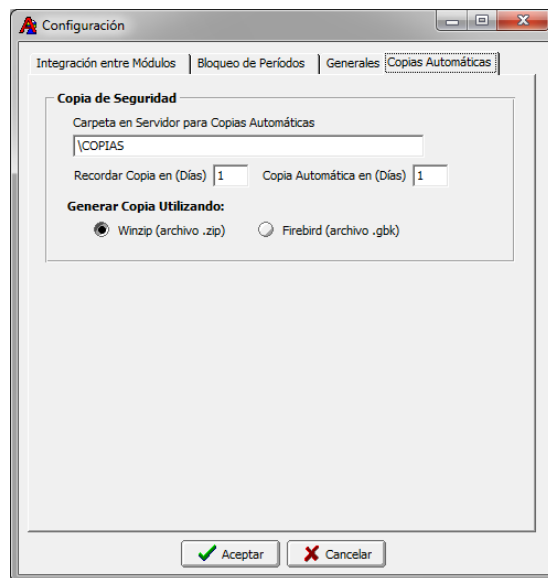 Configuración
Integración entre Módulos Bloqueo de Períodos Generales Copias Automáticas
Copia de Seguridad
Carpeta en Servidor para Copias Automáticas
\COPIAS
Recordar Copia en (Días) 1 Copia Automática en (Días) 1
Generar Copia Utilizando:
Winzip (archivo .zip) Firebird (archivo .gbk)
Aceptar Cancelar